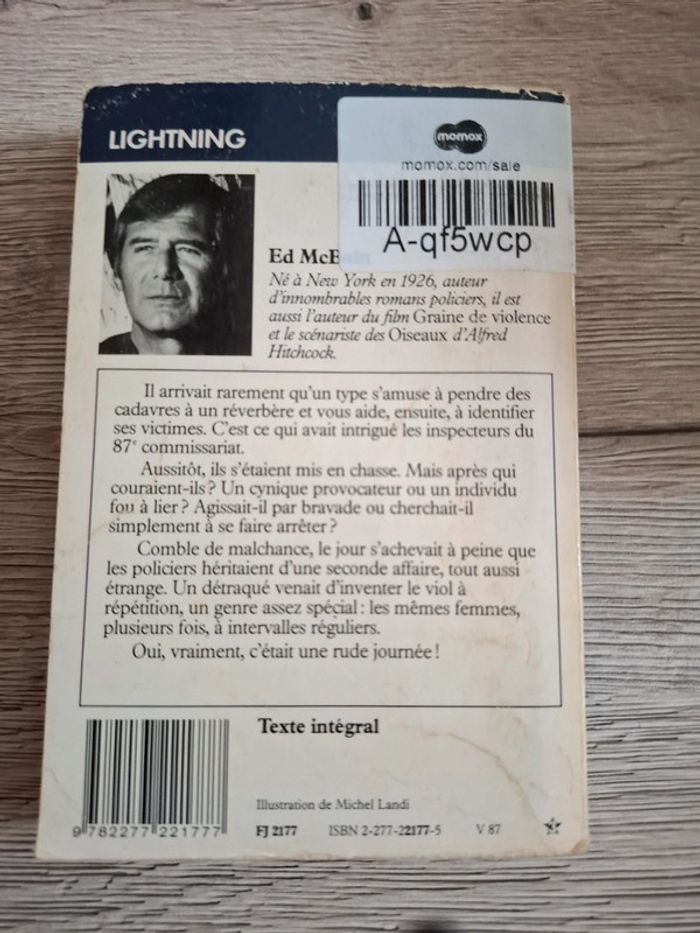 LIGHTNING
momox
momox.com/sale
A-qf5wcp
Ed McBain
Né à New York en 1926, auteur
d'innombrables romans policiers, il est
aussi l'auteur du film Graine de violence
et le scénariste des Oiseaux d'Alfred
Hitchcock.
Il arrivait rarement qu'un type s'amuse à pendre des
cadavres à un réverbère et vous aide, ensuite, à identifier
ses victimes. C'est ce qui avait intrigué les inspecteurs du
87e commissariat.
Aussitôt, ils s'étaient mis en chasse. Mais après qui
couraient-ils ? Un cynique provocateur ou un individu
fou à lier ? Agissait-il par bravade ou cherchait-il
simplement à se faire arrêter ?
Comble de malchance, le jour s'achevait à peine que
les policiers héritaient d'une seconde affaire, tout aussi
étrange. Un détraqué venait d'inventer le viol à
répétition, un genre assez spécial : les mêmes femmes,
plusieurs fois, à intervalles réguliers.
Oui, vraiment, c'était une rude journée !
Texte intégral
Illustration de Michel Landi
9 782277 221777
FJ 2177 ISBN 2-277-22177-5 V 87